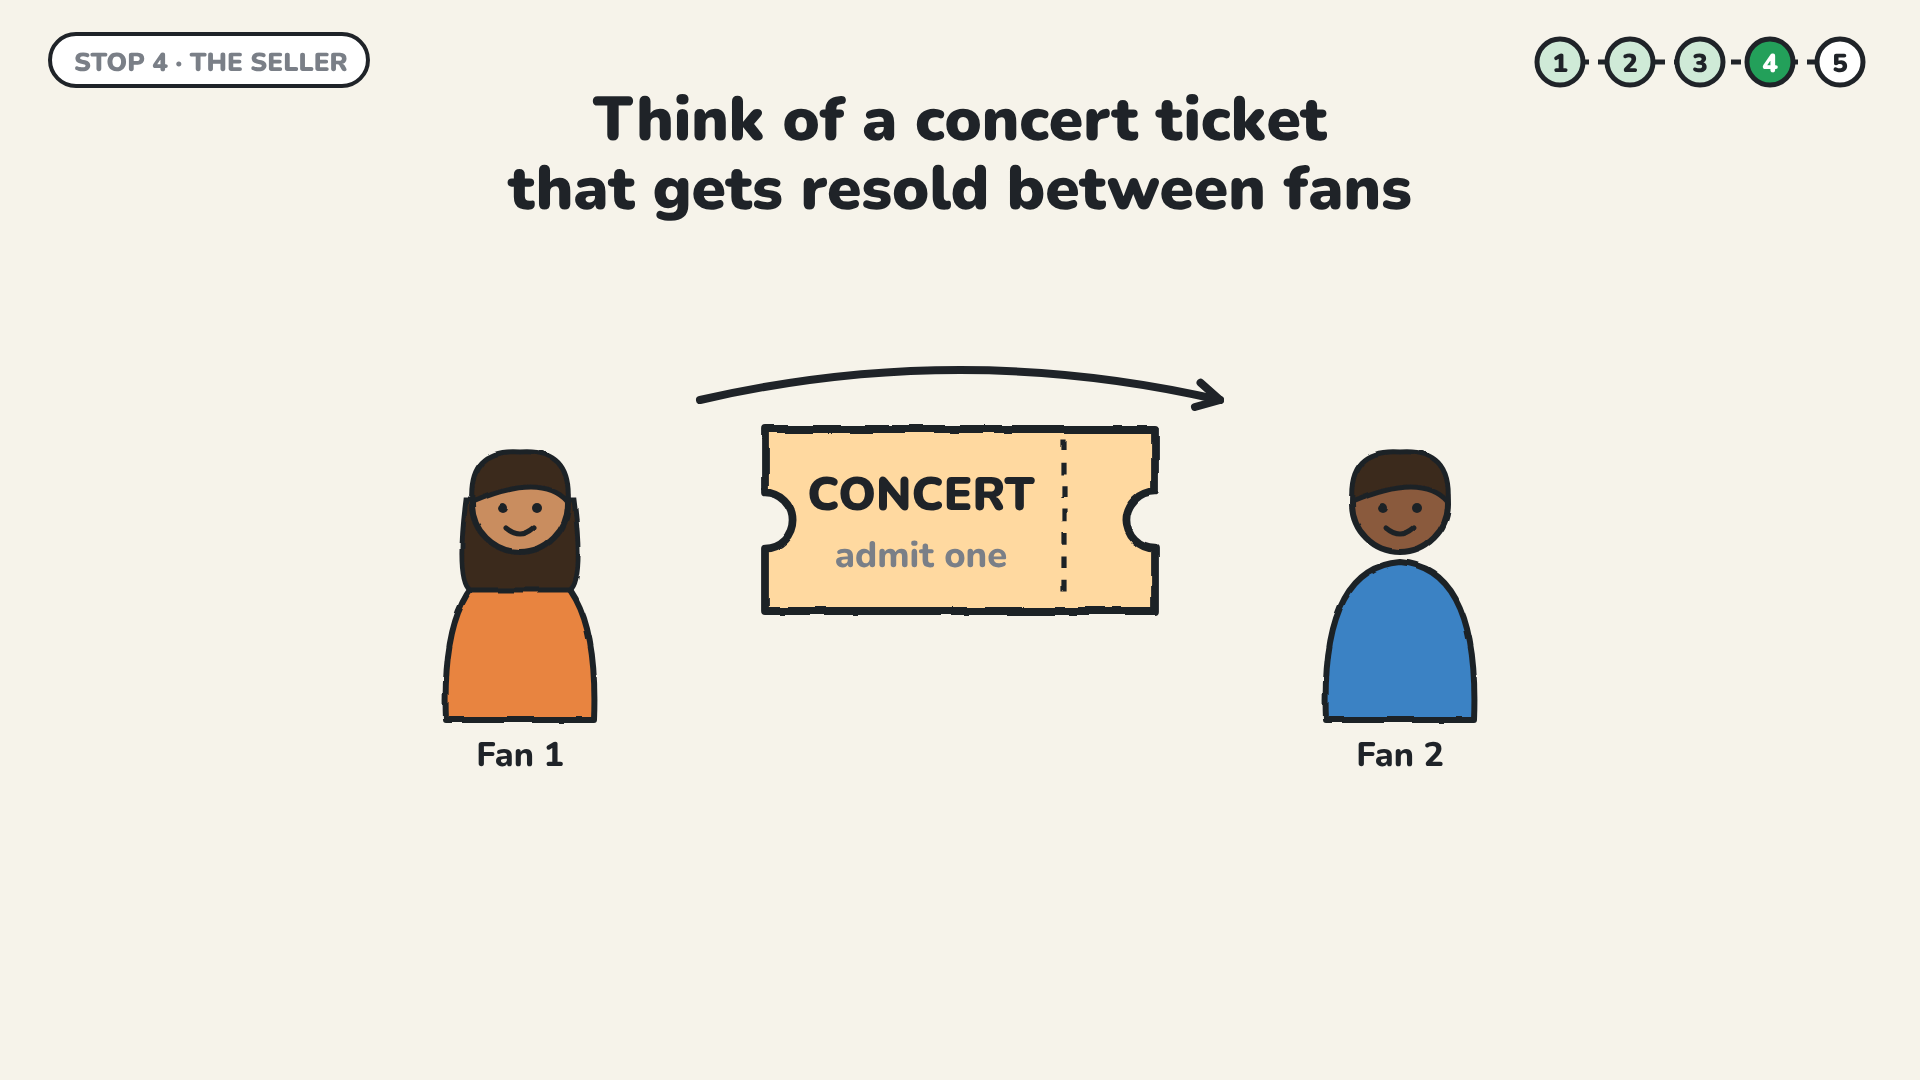 STOP 4 · THE SELLER
1 2 3 4 5
Think of a concert ticket
that gets resold between fans
CONCERT
admit one
Fan 1
Fan 2